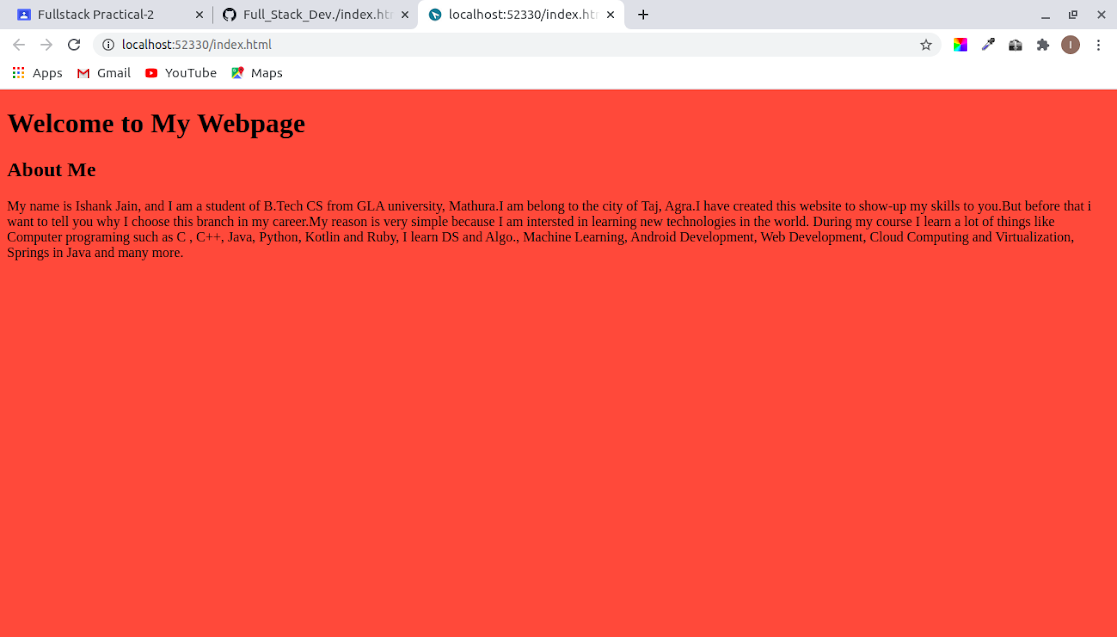 Fullstack Practical-2
Full_Stack_Dev./index.htm
localhost:52330/index.htm
localhost:52330/index.html
I
Apps
Gmail
YouTube
Maps
Welcome to My Webpage
About Me
My name is Ishank Jain, and I am a student of B.Tech CS from GLA university, Mathura.I am belong to the city of Taj, Agra.I have created this website to show-up my skills to you.But before that i
want to tell you why I choose this branch in my career.My reason is very simple because I am intersted in learning new technologies in the world. During my course I learn a lot of things like
Computer programing such as C , C++, Java, Python, Kotlin and Ruby, I learn DS and Algo., Machine Learning, Android Development, Web Development, Cloud Computing and Virtualization,
Springs in Java and many more.